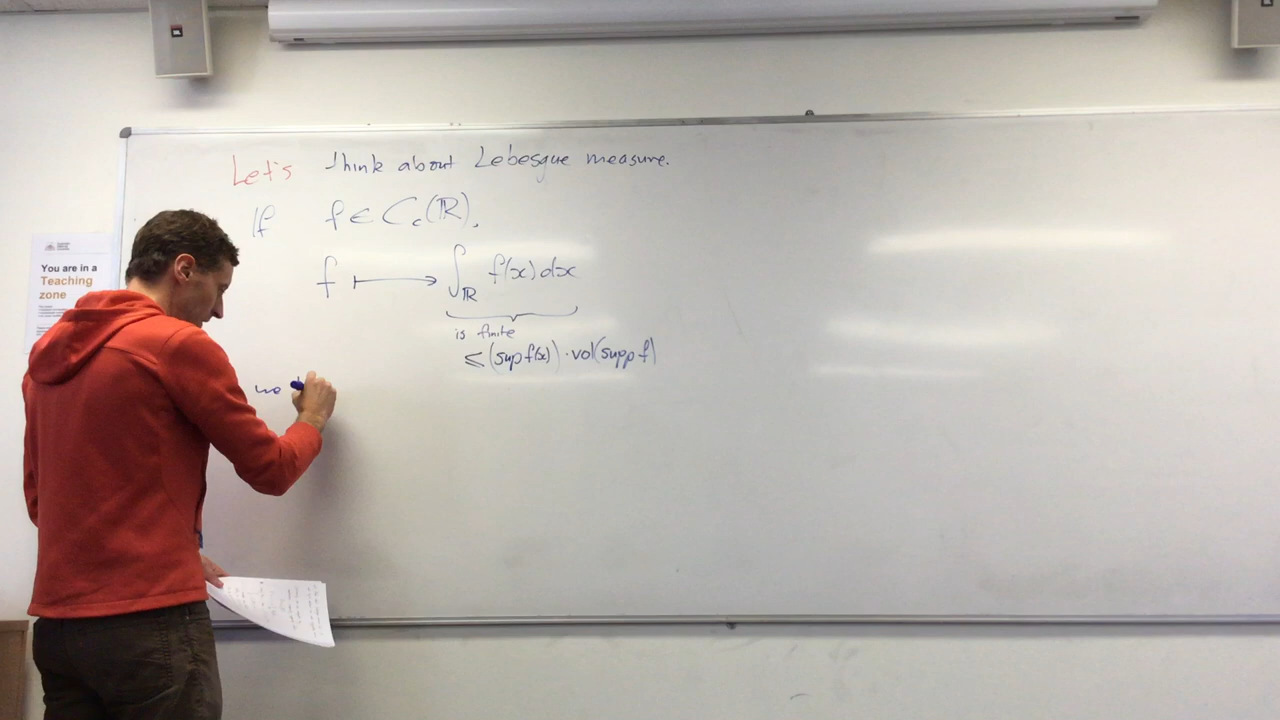 Let's think about Lebesgue measure.
If f ∈ C_c(ℝ),
f ⟼ ∫_ℝ f(x)dx
is finite
≤ (sup f(x)) · vol(supp f)
You are in a
Teaching
zone